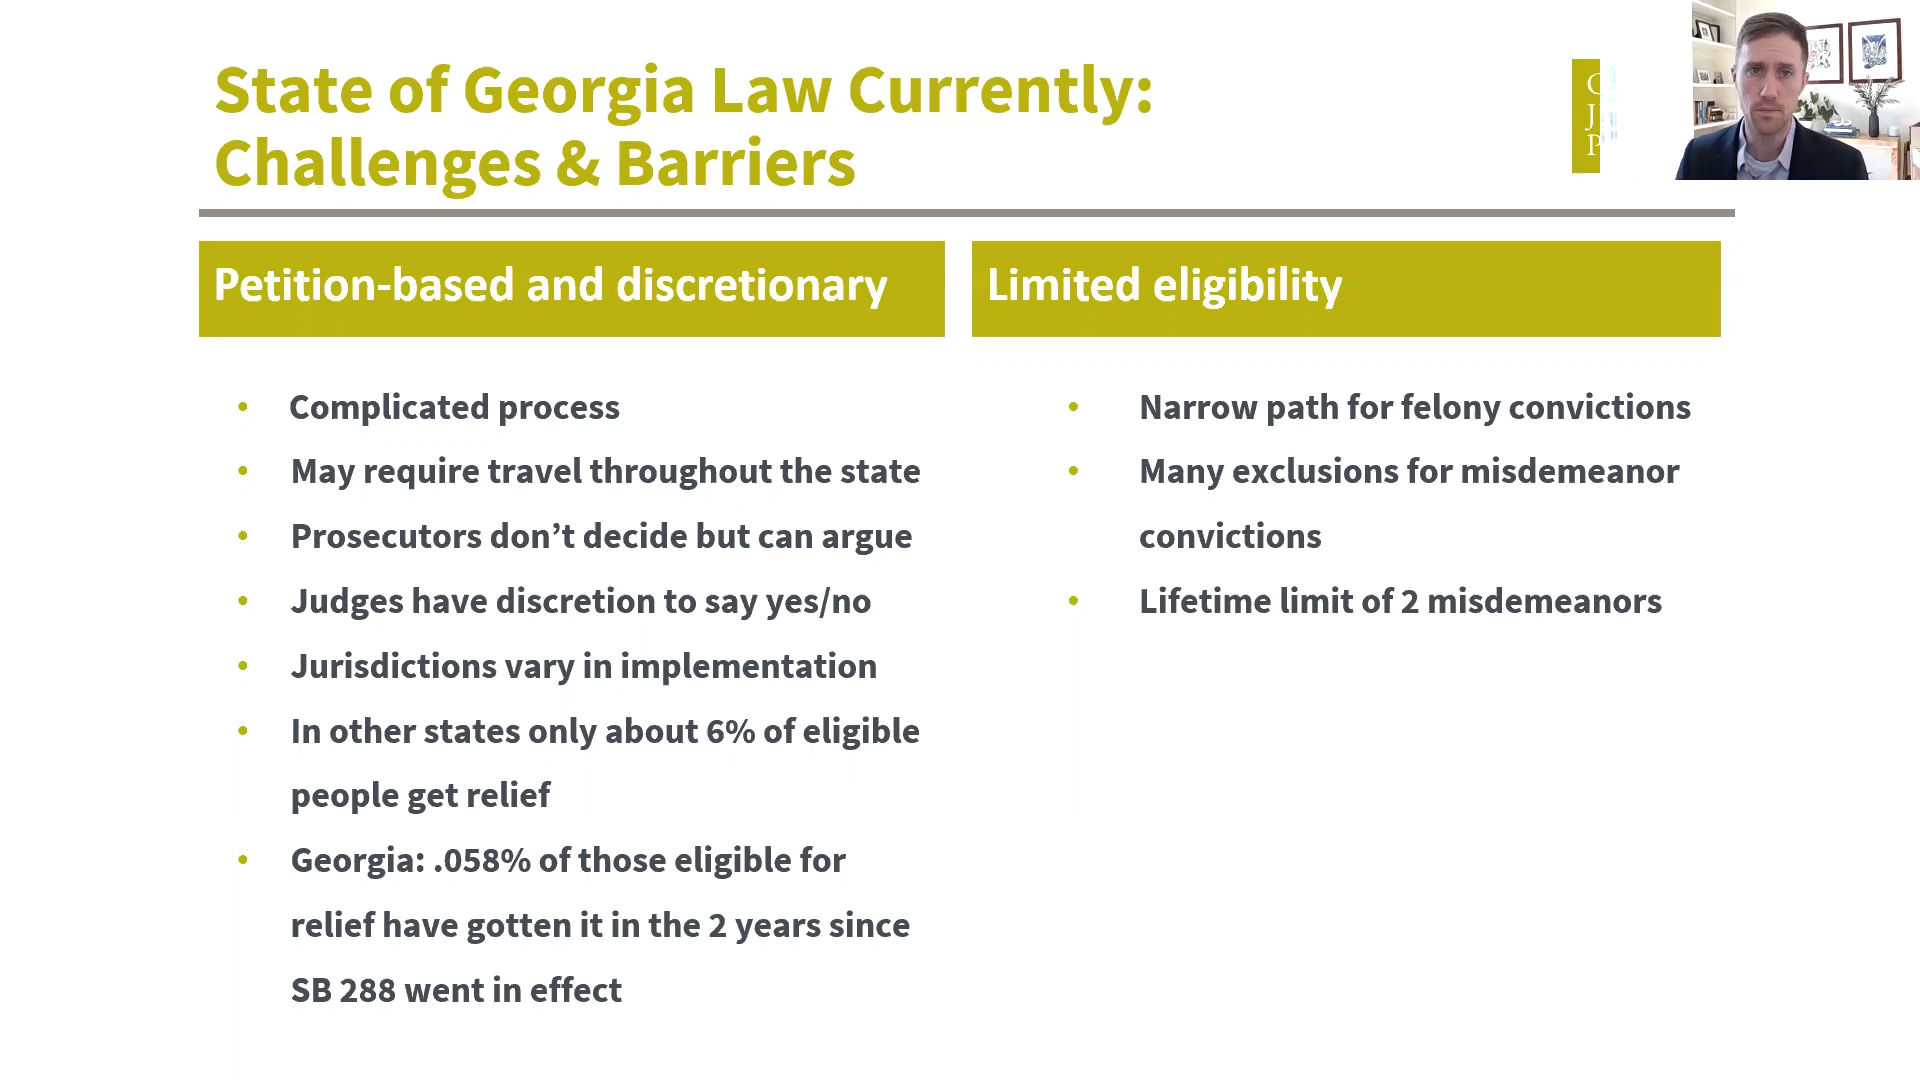 State of Georgia Law Currently:
Challenges & Barriers
G
J
P
Petition-based and discretionary
Complicated process
May require travel throughout the state
Prosecutors don’t decide but can argue
Judges have discretion to say yes/no
Jurisdictions vary in implementation
In other states only about 6% of eligible
people get relief
Georgia: .058% of those eligible for
relief have gotten it in the 2 years since
SB 288 went in effect
Limited eligibility
Narrow path for felony convictions
Many exclusions for misdemeanor
convictions
Lifetime limit of 2 misdemeanors